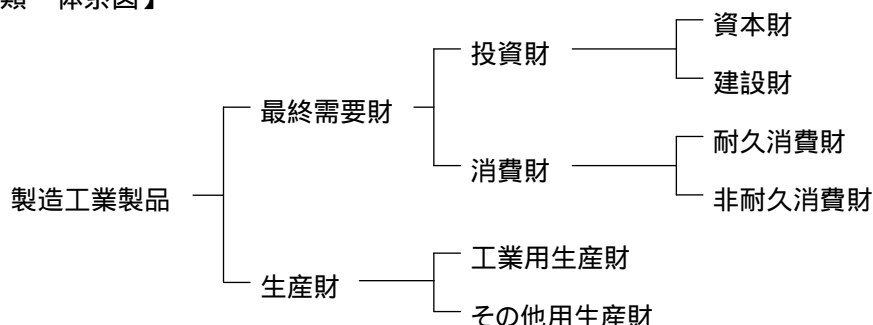 類 体系図】
資本財
投資財
建設財
最終需要財
耐久消費財
消費財
製造工業製品
非耐久消費財
工業用生産財
生産財
その他用生産財